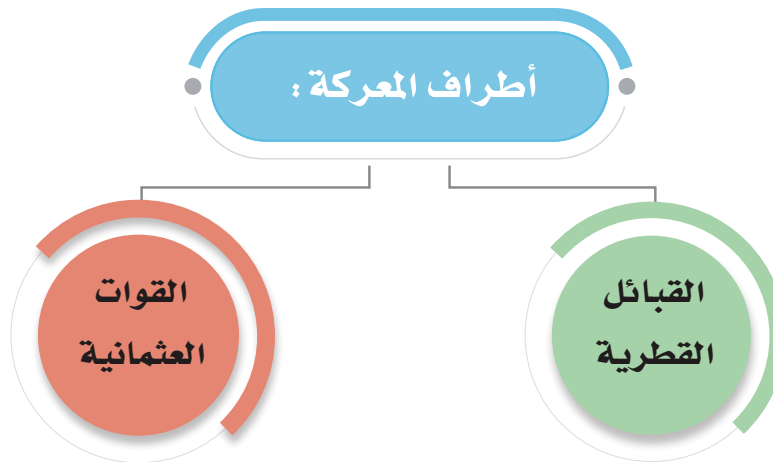 أطراف المعركة :
القبائل
القطرية
القوات
العثمانية